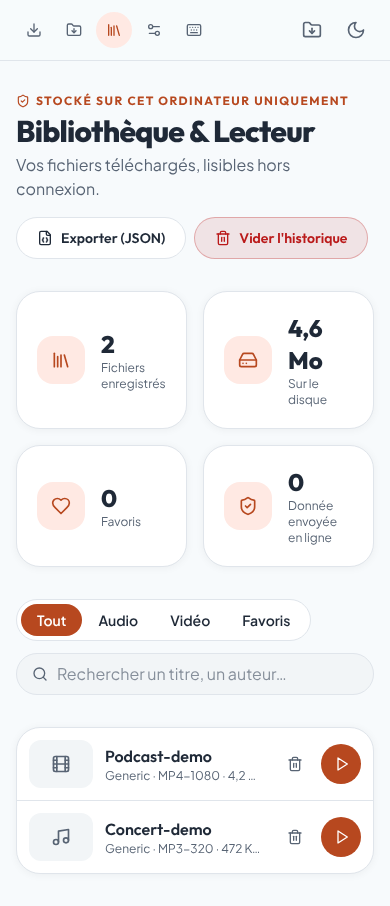 STOCKÉ SUR CET ORDINATEUR UNIQUEMENT
Bibliothèque & Lecteur
Vos fichiers téléchargés, lisibles hors
connexion.
Exporter (JSON)
Vider l'historique
2
Fichiers
enregistrés
4,6
Mo
Sur le
disque
0
Favoris
0
Donnée
envoyée
en ligne
Tout
Audio
Vidéo
Favoris
Rechercher un titre, un auteur...
Podcast-demo
Generic · MP4-1080 · 4,2 ...
Concert-demo
Generic · MP3-320 · 472 K...